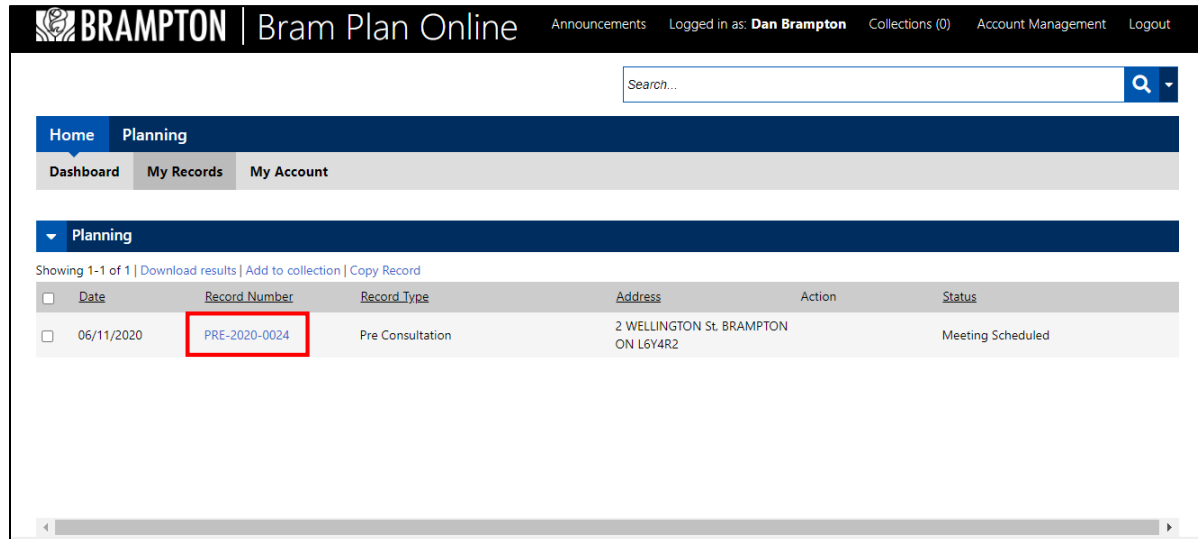 BRAMPTON | Bram Plan Online Announcements Logged in as: Dan Brampton Collections (0) Account Management Logout
Search...
Home Planning
Dashboard My Records My Account
Planning
Showing 1-1 of 1 | Download results | Add to collection | Copy Record
Date Record Number Record Type Address Action Status
06/11/2020 PRE-2020-0024 Pre Consultation 2 WELLINGTON St, BRAMPTON Meeting Scheduled
ON L6Y4R2